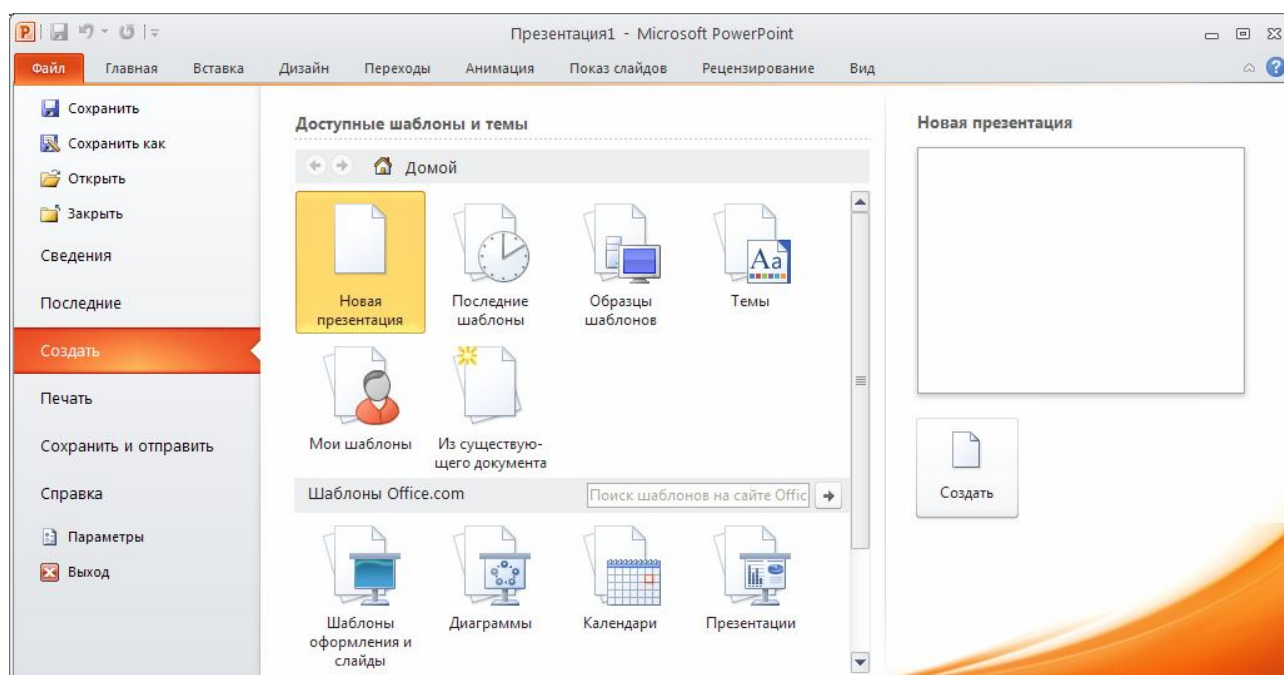 Презентация1 - Microsoft PowerPoint
Файл Главная Вставка Дизайн Переходы Анимация Показ слайдов Рецензирование Вид
Сохранить
Сохранить как
Открыть
Закрыть
Сведения
Последние
Создать
Печать
Сохранить и отправить
Справка
Параметры
Выход
Доступные шаблоны и темы
Домой
Новая
презентация
Последние
шаблоны
Образцы
шаблонов
Темы
Мои шаблоны
Из существую-
щего документа
Шаблоны Office.com
Поиск шаблонов на сайте Offic
Шаблоны
оформления и
слайды
Диаграммы
Календари
Презентации
Новая презентация
Создать